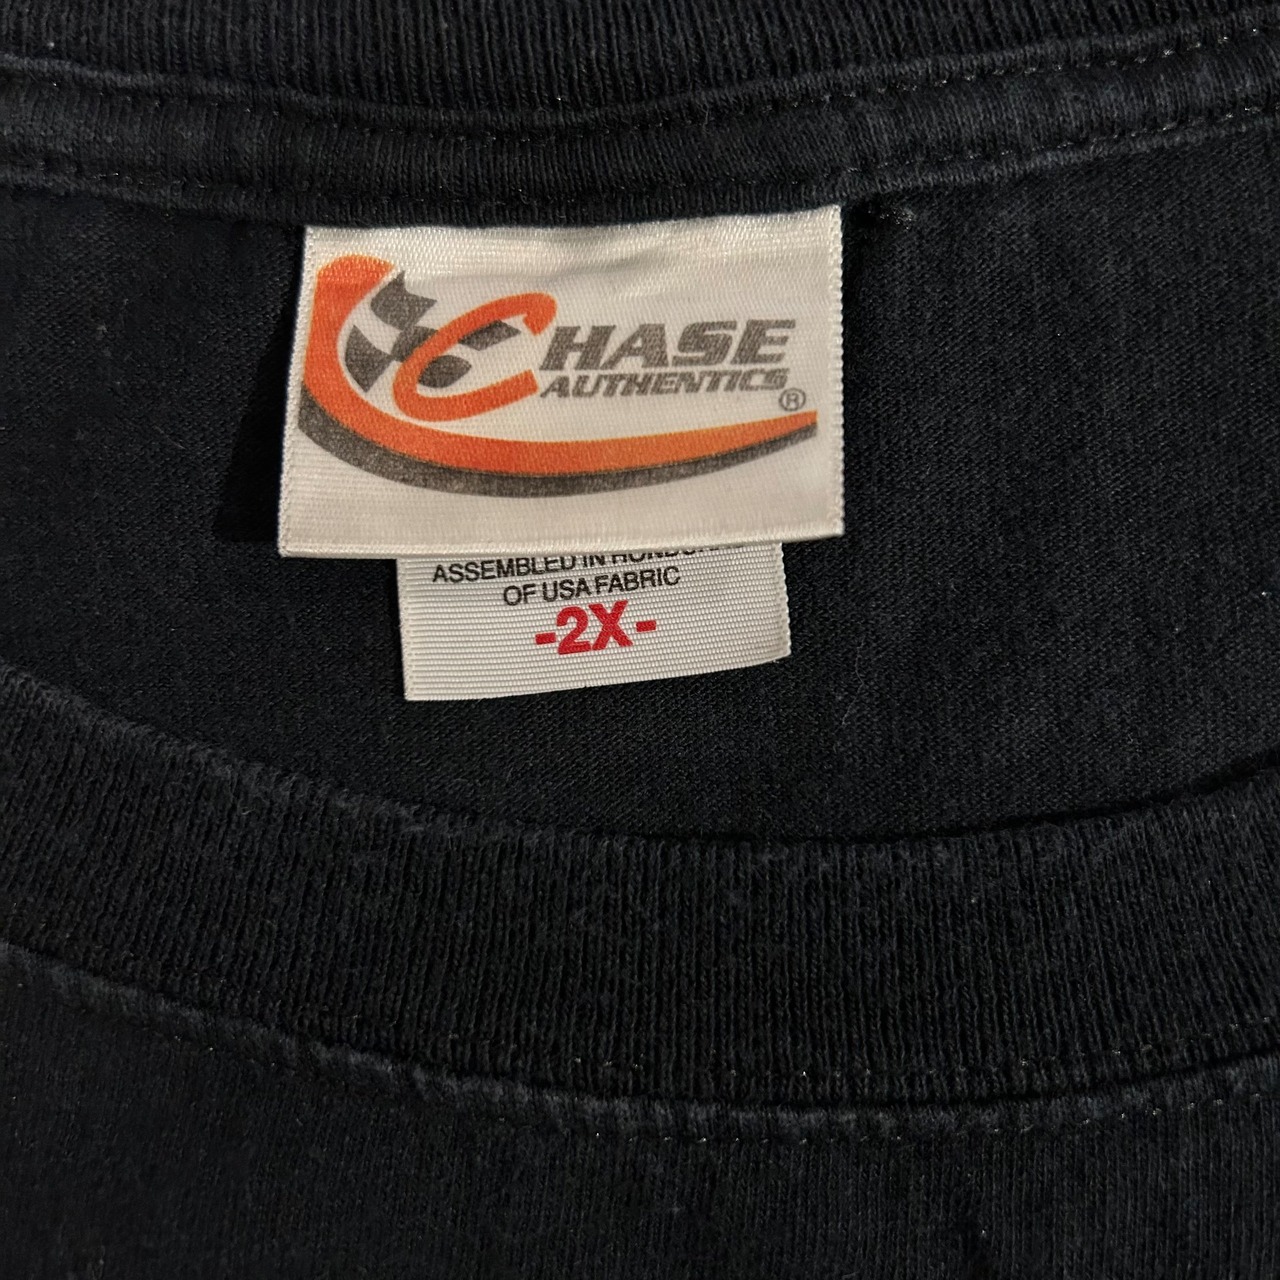 CHASE
AUTHENTICS®
ASSEMBLED IN
OF USA FABRIC
-2X-